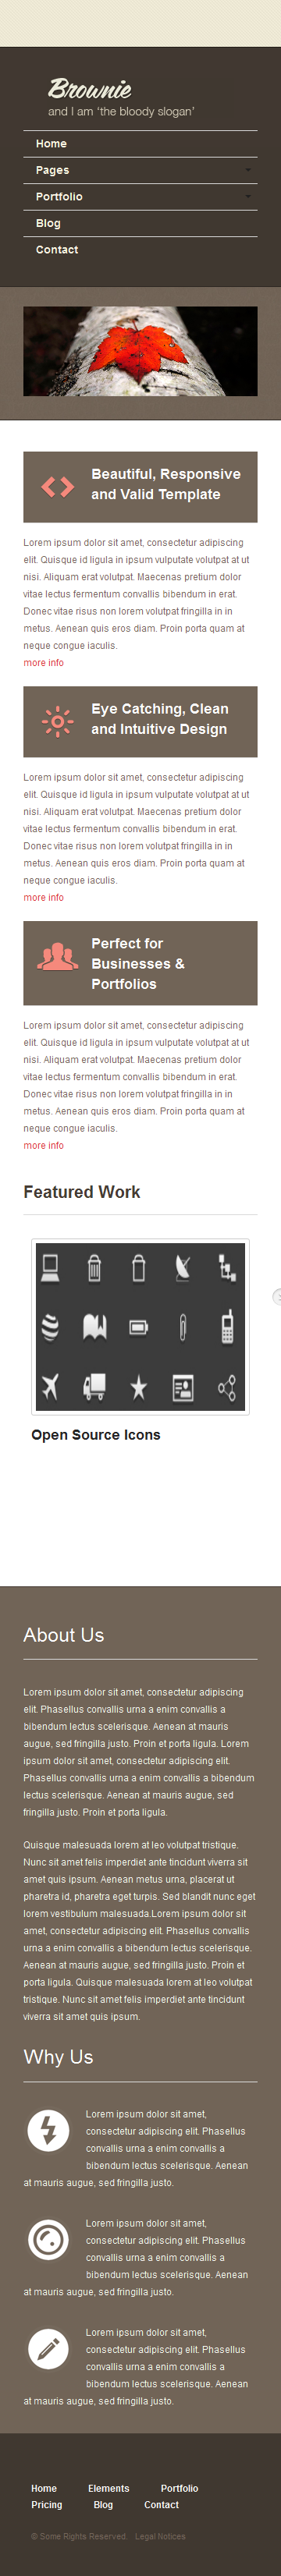 Brownie
and I am ‘the bloody slogan’
Home
Pages
Portfolio
Blog
Contact
Beautiful, Responsive
and Valid Template
Lorem ipsum dolor sit amet, consectetur adipiscing
elit. Quisque id ligula in ipsum vulputate volutpat at ut
nisi. Aliquam erat volutpat. Maecenas pretium dolor
vitae lectus fermentum convallis bibendum in erat.
Donec vitae risus non lorem volutpat fringilla in in
metus. Aenean quis eros diam. Proin porta quam at
neque congue iaculis.
more info
Eye Catching, Clean
and Intuitive Design
Lorem ipsum dolor sit amet, consectetur adipiscing
elit. Quisque id ligula in ipsum vulputate volutpat at ut
nisi. Aliquam erat volutpat. Maecenas pretium dolor
vitae lectus fermentum convallis bibendum in erat.
Donec vitae risus non lorem volutpat fringilla in in
metus. Aenean quis eros diam. Proin porta quam at
neque congue iaculis.
more info
Perfect for
Businesses &
Portfolios
Lorem ipsum dolor sit amet, consectetur adipiscing
elit. Quisque id ligula in ipsum vulputate volutpat at ut
nisi. Aliquam erat volutpat. Maecenas pretium dolor
vitae lectus fermentum convallis bibendum in erat.
Donec vitae risus non lorem volutpat fringilla in in
metus. Aenean quis eros diam. Proin porta quam at
neque congue iaculis.
more info
Featured Work
Open Source Icons
About Us
Lorem ipsum dolor sit amet, consectetur adipiscing
elit. Phasellus convallis urna a enim convallis a
bibendum lectus scelerisque. Aenean at mauris
augue, sed fringilla justo. Proin et porta ligula. Lorem
ipsum dolor sit amet, consectetur adipiscing elit.
Phasellus convallis urna a enim convallis a bibendum
lectus scelerisque. Aenean at mauris augue, sed
fringilla justo. Proin et porta ligula.
Quisque malesuada lorem at leo volutpat tristique.
Nunc sit amet felis imperdiet ante tincidunt viverra sit
amet quis ipsum. Aenean metus urna, placerat ut
pharetra id, pharetra eget turpis. Sed blandit nunc eget
lorem vestibulum malesuada.Lorem ipsum dolor sit
amet, consectetur adipiscing elit. Phasellus convallis
urna a enim convallis a bibendum lectus scelerisque.
Aenean at mauris augue, sed fringilla justo. Proin et
porta ligula. Quisque malesuada lorem at leo volutpat
tristique. Nunc sit amet felis imperdiet ante tincidunt
viverra sit amet quis ipsum.
Why Us
Lorem ipsum dolor sit amet,
consectetur adipiscing elit. Phasellus
convallis urna a enim convallis a
bibendum lectus scelerisque. Aenean
at mauris augue, sed fringilla justo.
Lorem ipsum dolor sit amet,
consectetur adipiscing elit. Phasellus
convallis urna a enim convallis a
bibendum lectus scelerisque. Aenean
at mauris augue, sed fringilla justo.
Lorem ipsum dolor sit amet,
consectetur adipiscing elit. Phasellus
convallis urna a enim convallis a
bibendum lectus scelerisque. Aenean
at mauris augue, sed fringilla justo.
Home Elements Portfolio
Pricing Blog Contact
© Some Rights Reserved. Legal Notices